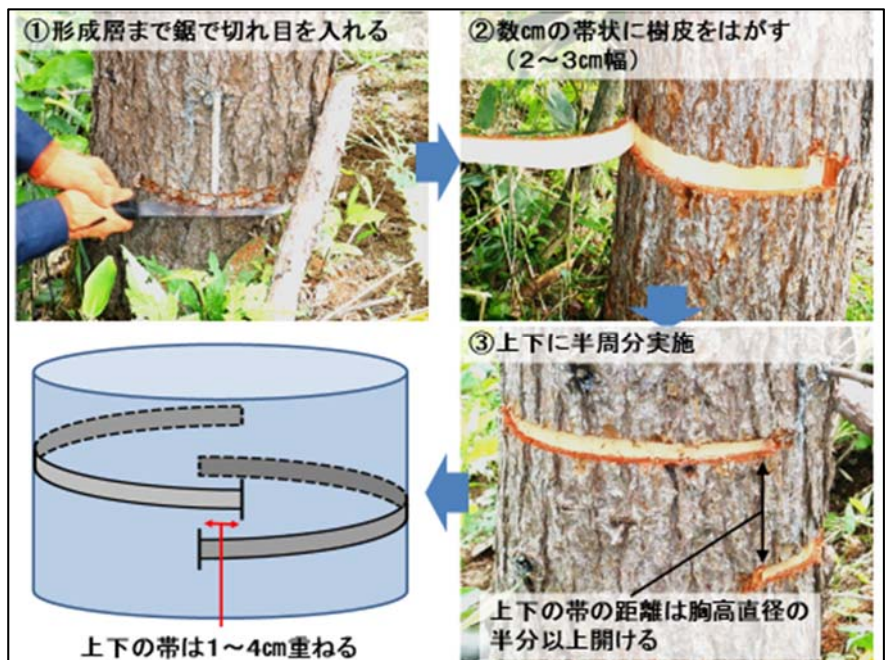 ①形成層まで鋸で切れ目を入れる
②数cmの帯状に樹皮をはがす
（2～3cm幅）
③上下に半周分実施
上下の帯の距離は胸高直径の
半分以上開ける
上下の帯は1～4cm重ねる